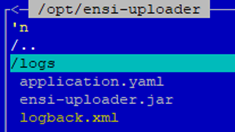 <- /opt/ensi-uploader
'n
/..
/logs
application.yaml
ensi-uploader.jar
logback.xml